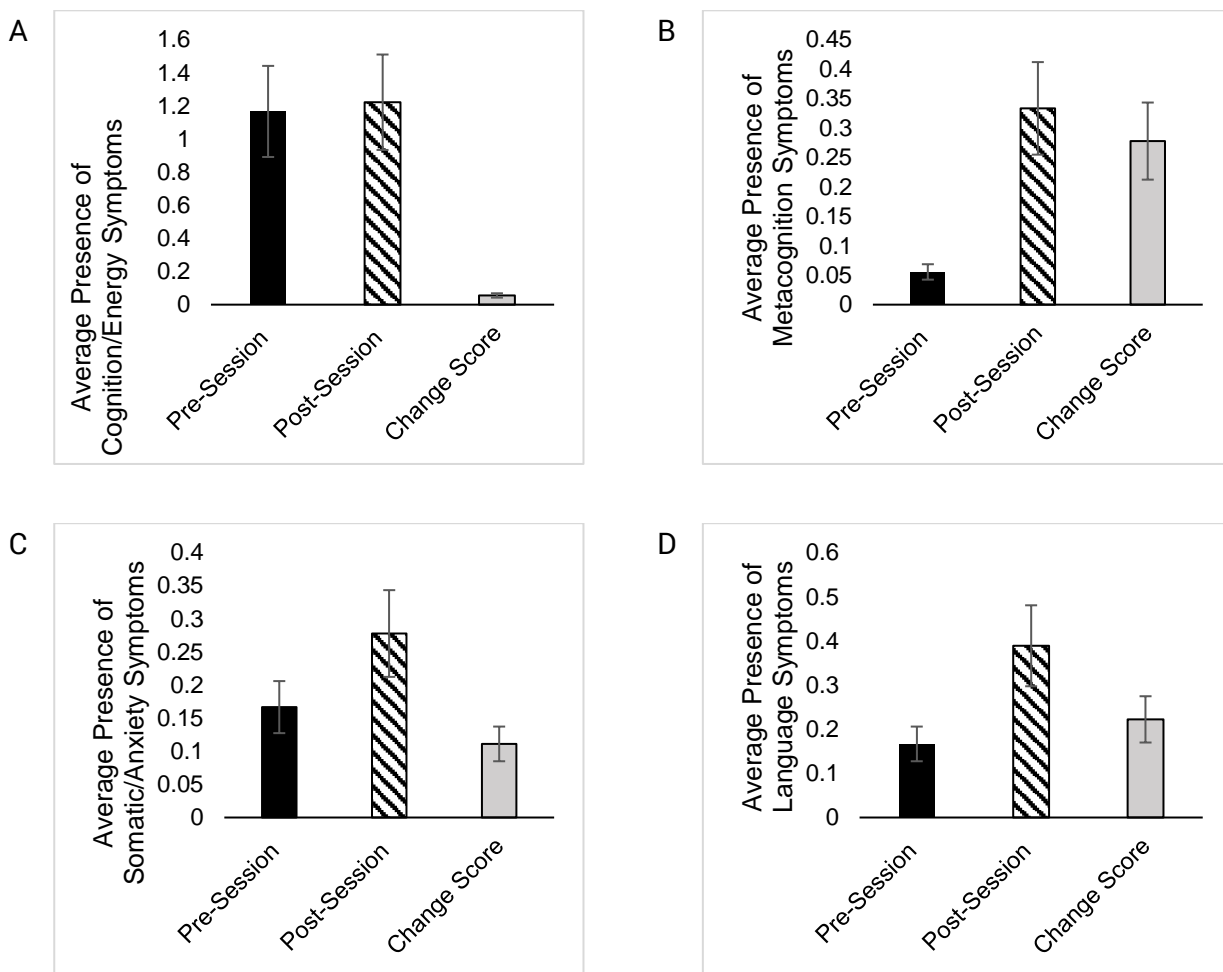 A
Average Presence of
Cognition/Energy Symptoms
1.6
1.4
1.2
1
0.8
0.6
0.4
0.2
0
Pre-Session
Post-Session
Change Score
B
Average Presence of
Metacognition Symptoms
0.45
0.4
0.35
0.3
0.25
0.2
0.15
0.1
0.05
0
Pre-Session
Post-Session
Change Score
C
Average Presence of
Somatic/Anxiety Symptoms
0.4
0.35
0.3
0.25
0.2
0.15
0.1
0.05
0
Pre-Session
Post-Session
Change Score
D
Average Presence of
Language Symptoms
0.6
0.5
0.4
0.3
0.2
0.1
0
Pre-Session
Post-Session
Change Score